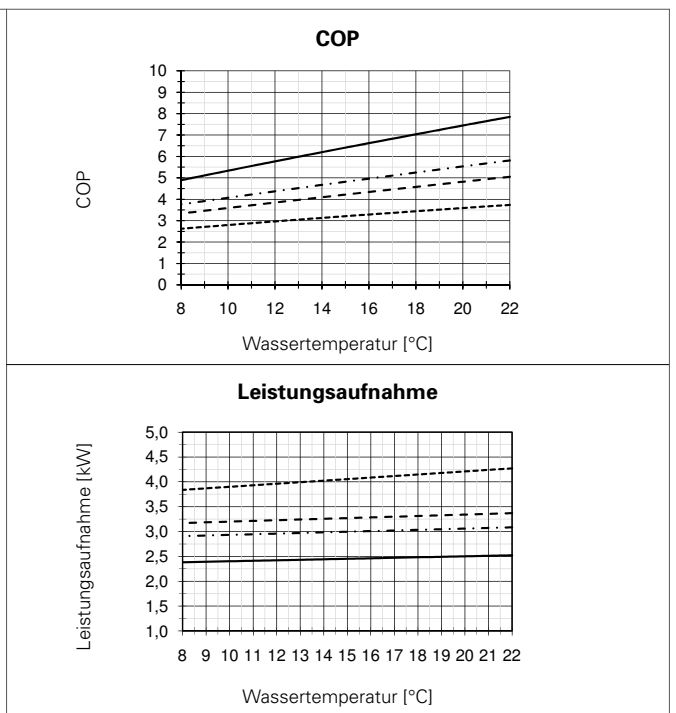 COP
10
9
8
7
6
5
4
3
2
1
0
COP
8 10 12 14 16 18 20 22
Wassertemperatur [°C]
Leistungsaufnahme
5,0
4,5
4,0
3,5
3,0
2,5
2,0
1,5
1,0
Leistungsaufnahme [kW]
8 9 10 11 12 13 14 15 16 17 18 19 20 21 22
Wassertemperatur [°C]